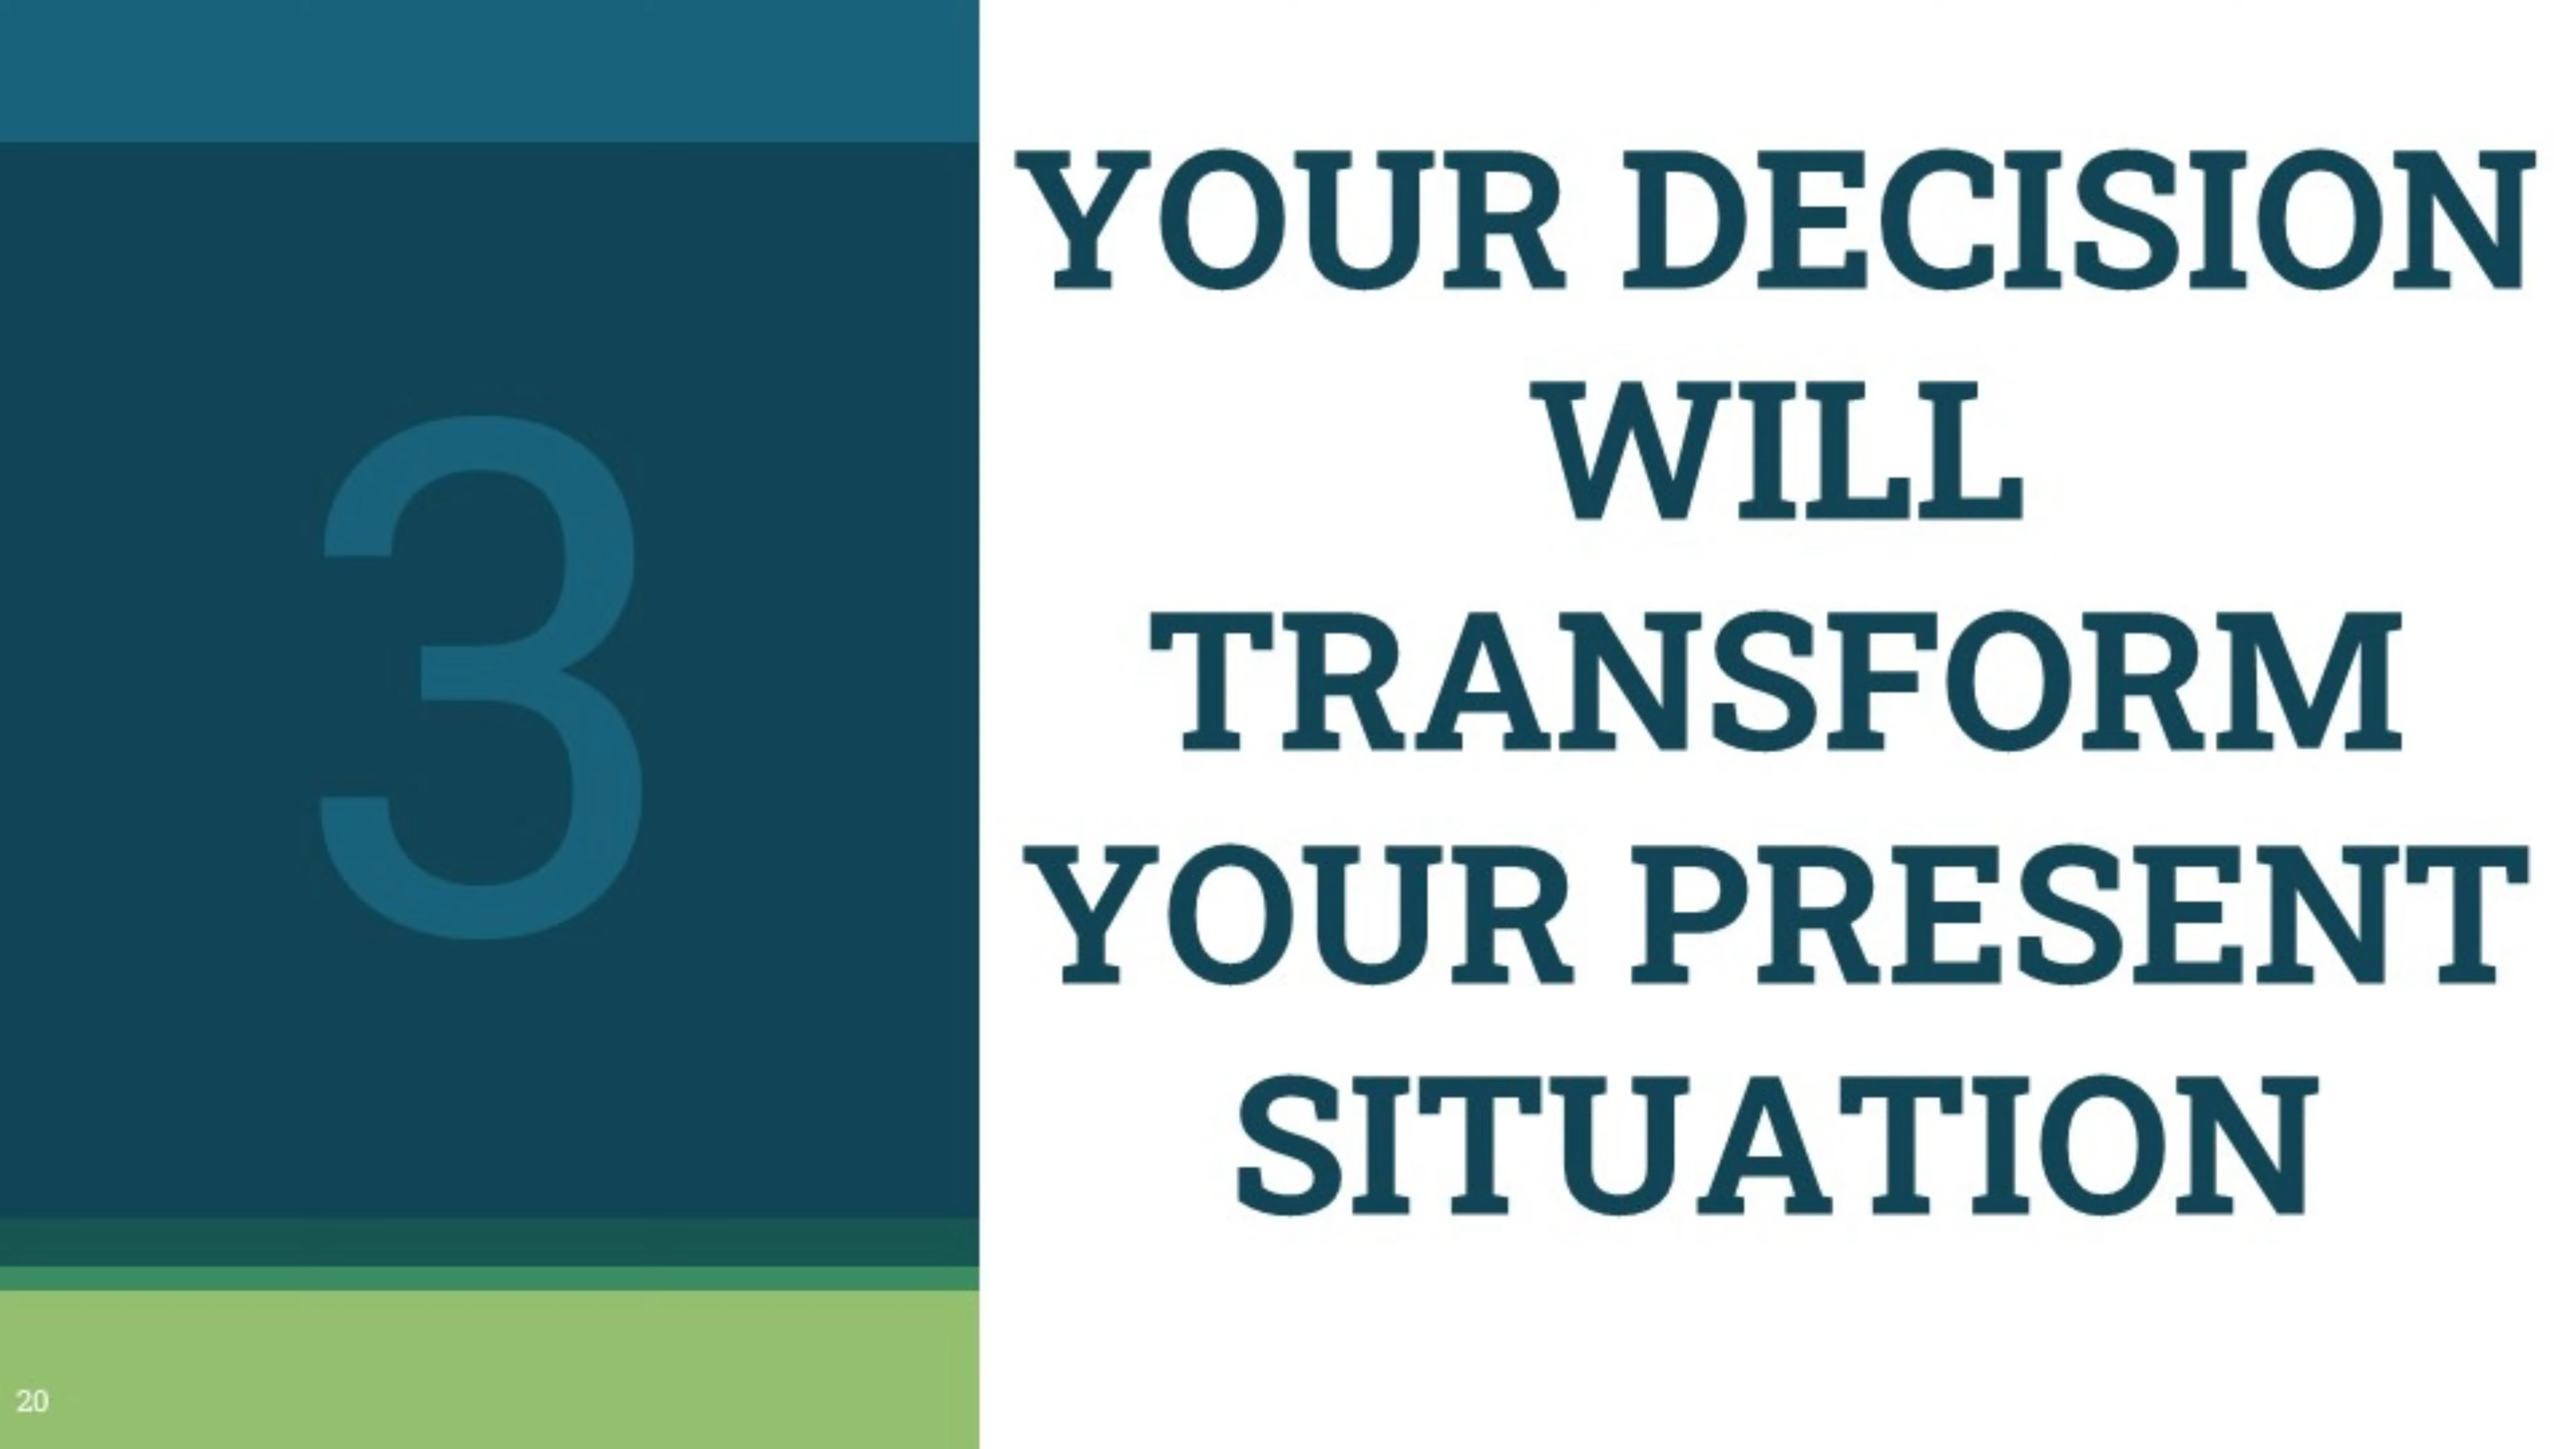 3
YOUR DECISION
WILL
TRANSFORM
YOUR PRESENT
SITUATION
20